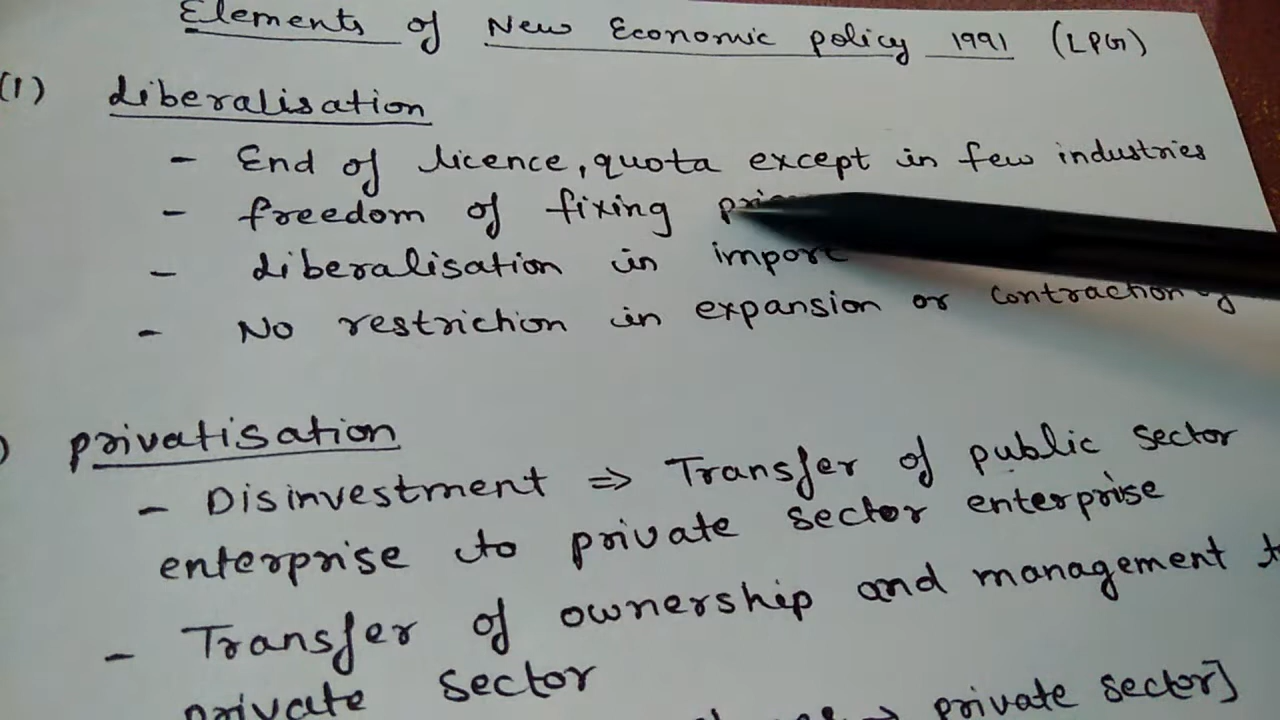 Elements of New Economic policy 1991 (LPG)
(1) Liberalisation
- End of licence, quota except in few industries
- freedom of fixing
- Liberalisation in import
- No restriction in expansion or contraction of
) privatisation
- Disinvestment ⇒ Transfer of public sector
enterprise to private sector enterprise
- Transfer of ownership and management
private sector
→ private sector]